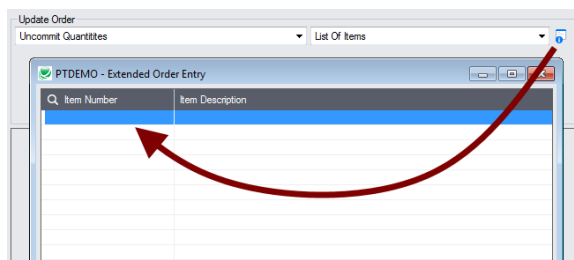 Update Order
Uncommit Quantitites List Of Items
PTDEMO - Extended Order Entry
Item Number Item Description